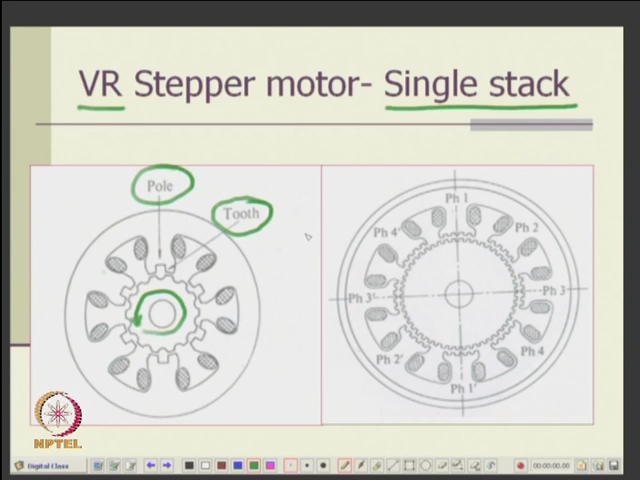 VR Stepper motor- Single stack
Pole
Tooth
Ph 1
Ph 2
Ph 3
Ph 4
Ph 1'
Ph 2'
Ph 3'
Ph 4'
NPTEL
Digital Class
00:00:00.00